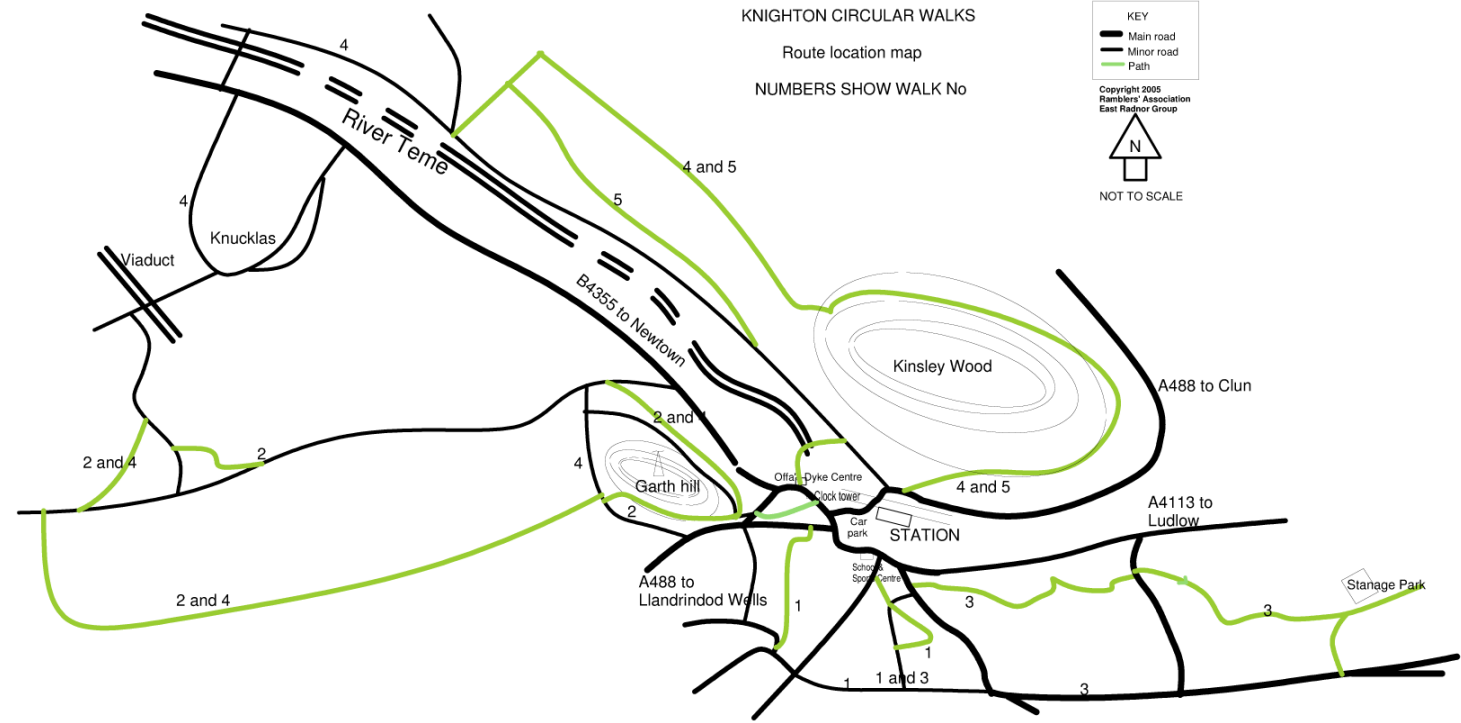 KNIGHTON CIRCULAR WALKS
Route location map
NUMBERS SHOW WALK No
KEY
Main road
Minor road
Path
Copyright 2005
Ramblers' Association
East Radnor Group
N
NOT TO SCALE
4
River Teme
4 and 5
5
4
Knucklas
Viaduct
B4355 to Newtown
Kinsley Wood
A488 to Clun
2 and 4
2
2 and 4
4
Garth hill
Offa's Dyke Centre
4 and 5
Clock tower
2
A4113 to
Ludlow
Car
park
STATION
A488 to
Llandrindod Wells
School &
Sports Centre
2 and 4
1
3
3
Stanage Park
1
1 and 3
1
3